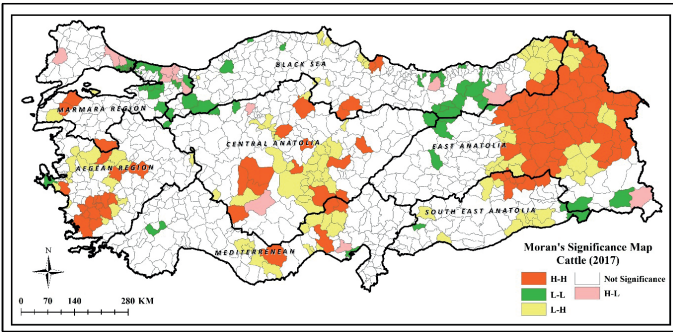 BLACK SEA
MARMARA REGION
CENTRAL ANATOLIA
EAST ANATOLIA
AEGEAN REGION
SOUTH EAST ANATOLIA
MEDITERRENEAN
N
0 70 140 280 KM
Moran's Significance Map
Cattle (2017)
H-H
Not Significance
L-L
H-L
L-H